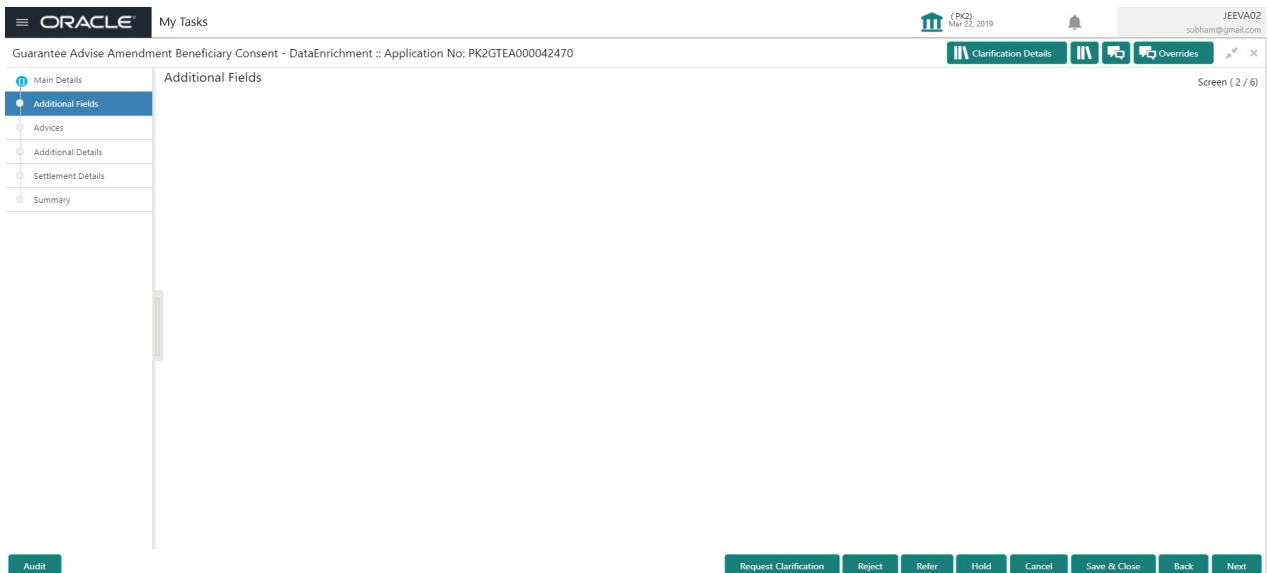 ORACLE®
My Tasks
( PK2)
Mar 22, 2019
JEEVA02
subham@gmail.com
Guarantee Advise Amendment Beneficiary Consent - DataEnrichment :: Application No: PK2GTEA000042470
Clarification Details
Overrides
Main Details
Additional Fields
Advices
Additional Details
Settlement Details
Summary
Additional Fields
Screen ( 2 / 6)
Audit
Request Clarification
Reject
Refer
Hold
Cancel
Save & Close
Back
Next